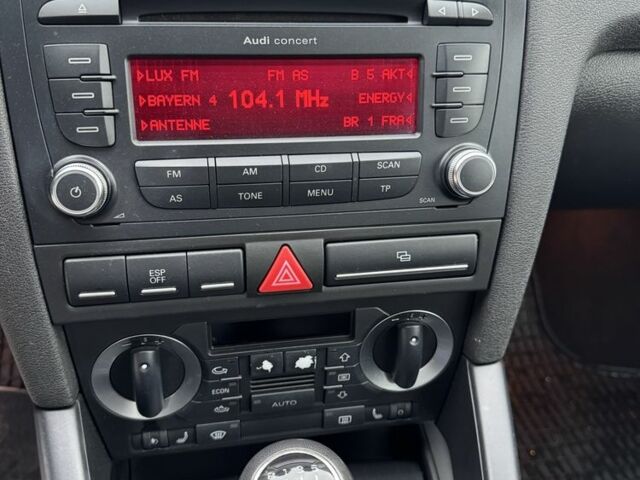 Audi concert
LUX FM FM AS B 5 AKT
BAYERN 4 104.1 MHz ENERGY
ANTENNE BR 1 FRA
FM AM CD SCAN
AS TONE MENU TP
SCAN
ESP
OFF
ECON
AUTO